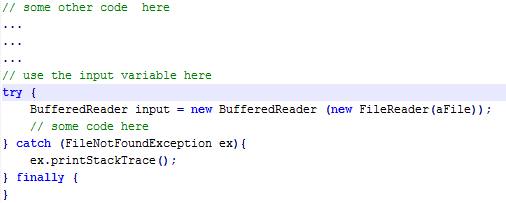 // some other code  here
...
...
...
// use the input variable here
try {
    BufferedReader input = new BufferedReader (new FileReader(aFile));
    // some code here
} catch (FileNotFoundException ex){
    ex.printStackTrace();
} finally {
}